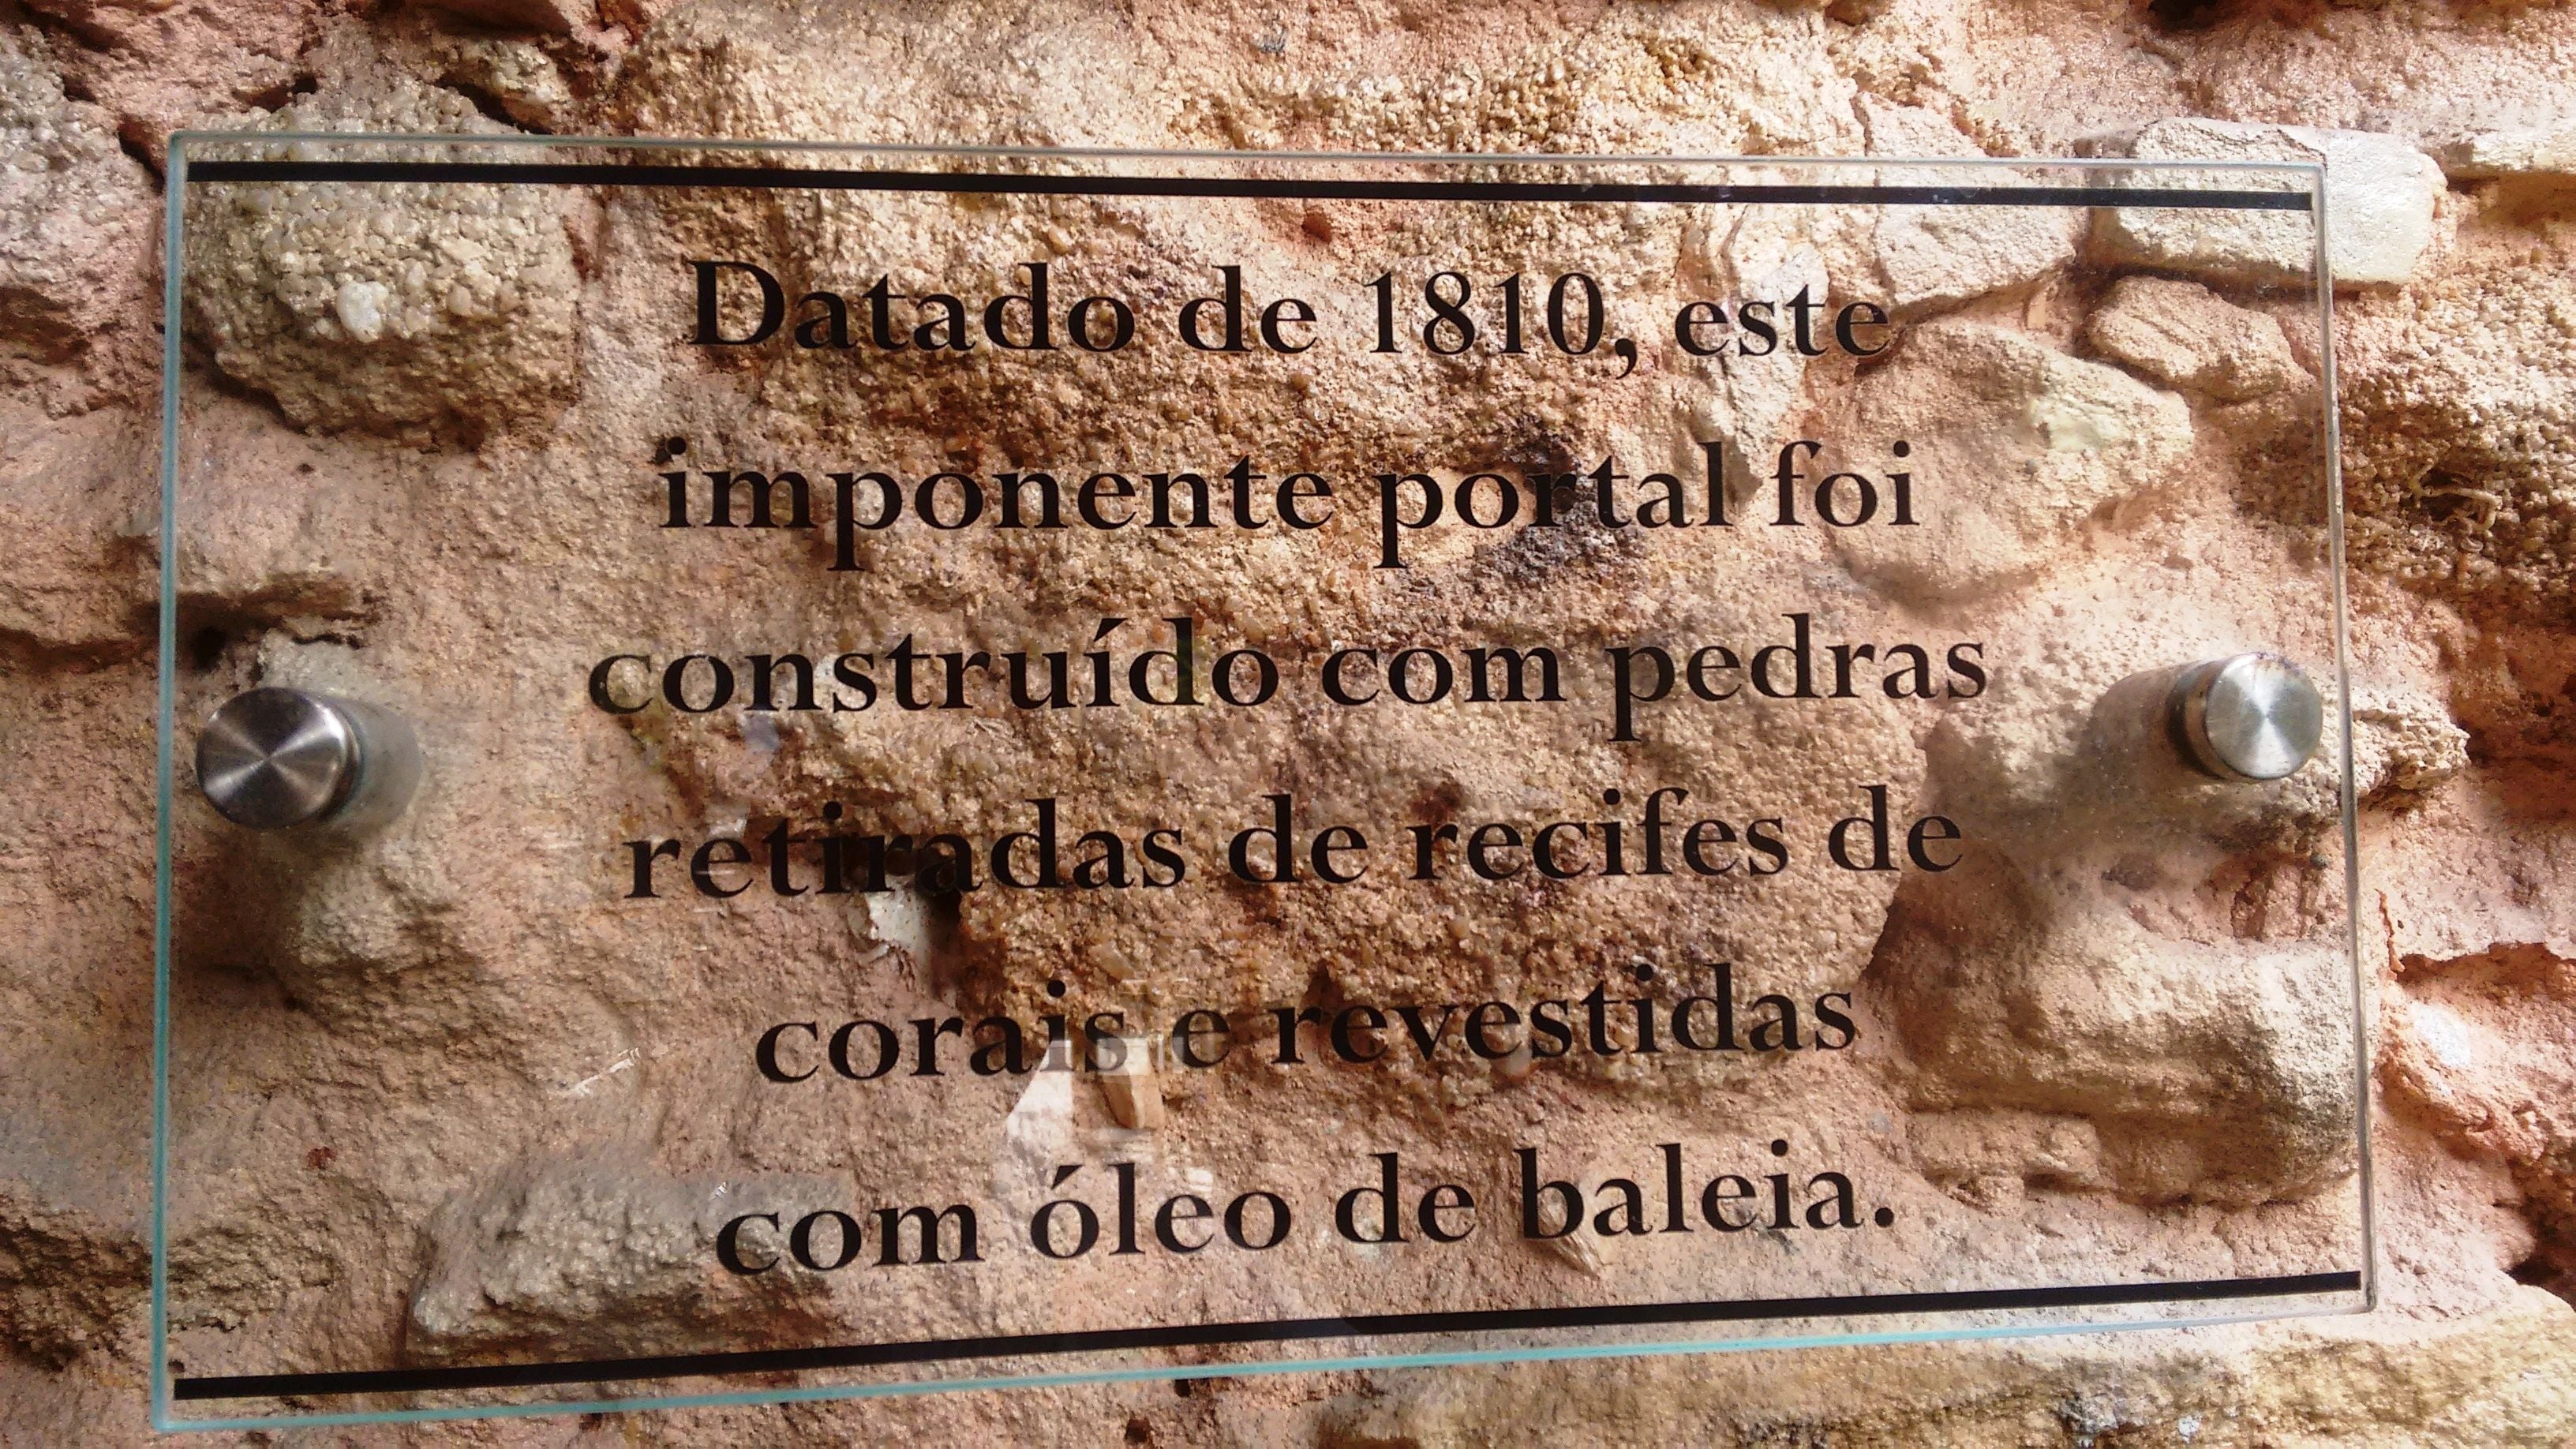 Datado de 1810, este
imponente portal foi
construído com pedras
retiradas de recifes de
corais e revestidas
com óleo de baleia.